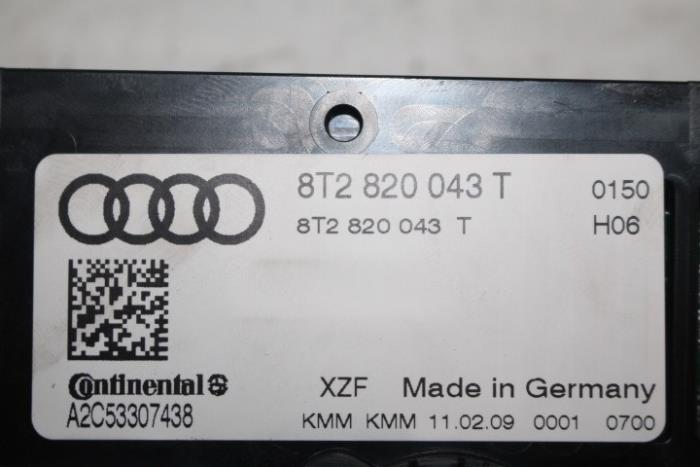 8T2 820 043 T 0150
8T2 820 043 T H06
Continental XZF Made in Germany
A2C53307438 KMM KMM 11.02.09 0001 0700